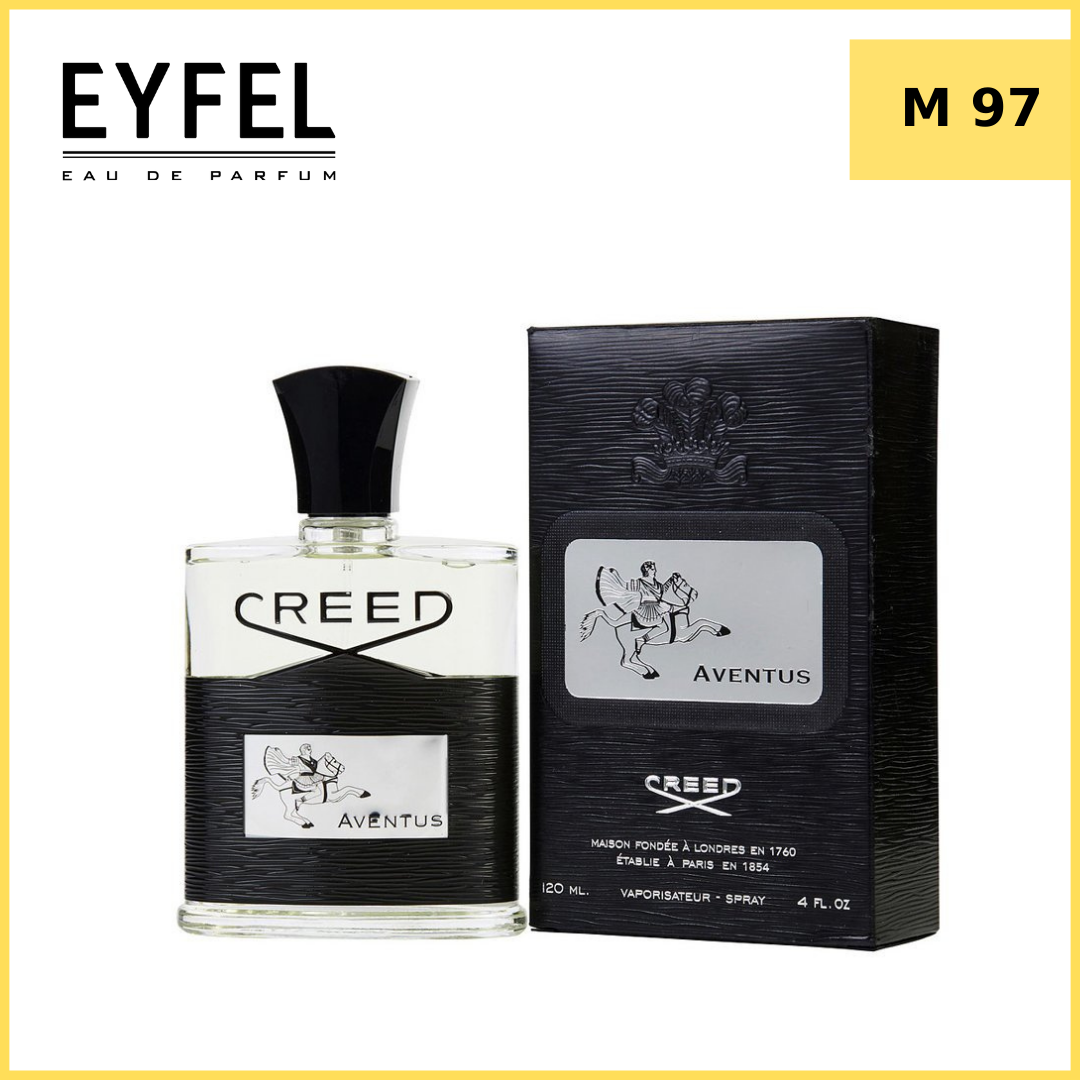 EYFEL
EAU DE PARFUM
M 97
CREED
AVENTUS
AVENTUS
CREED
MAISON FONDÉE À LONDRES EN 1760
ÉTABLIE À PARIS EN 1854
120 ML. VAPORISATEUR - SPRAY 4 FL. OZ